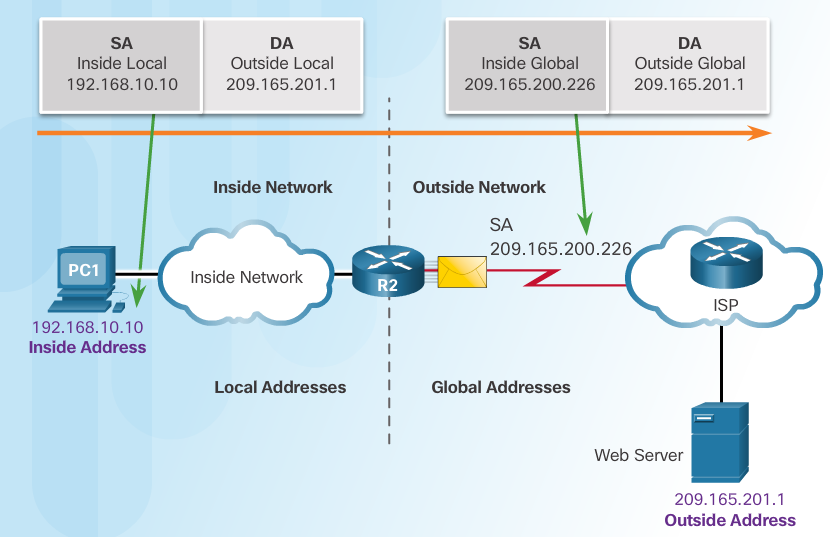 SA
Inside Local
192.168.10.10
DA
Outside Local
209.165.201.1
SA
Inside Global
209.165.200.226
DA
Outside Global
209.165.201.1
Inside Network
Outside Network
SA
209.165.200.226
PC1
Inside Network
R2
ISP
192.168.10.10
Inside Address
Local Addresses
Global Addresses
Web Server
209.165.201.1
Outside Address